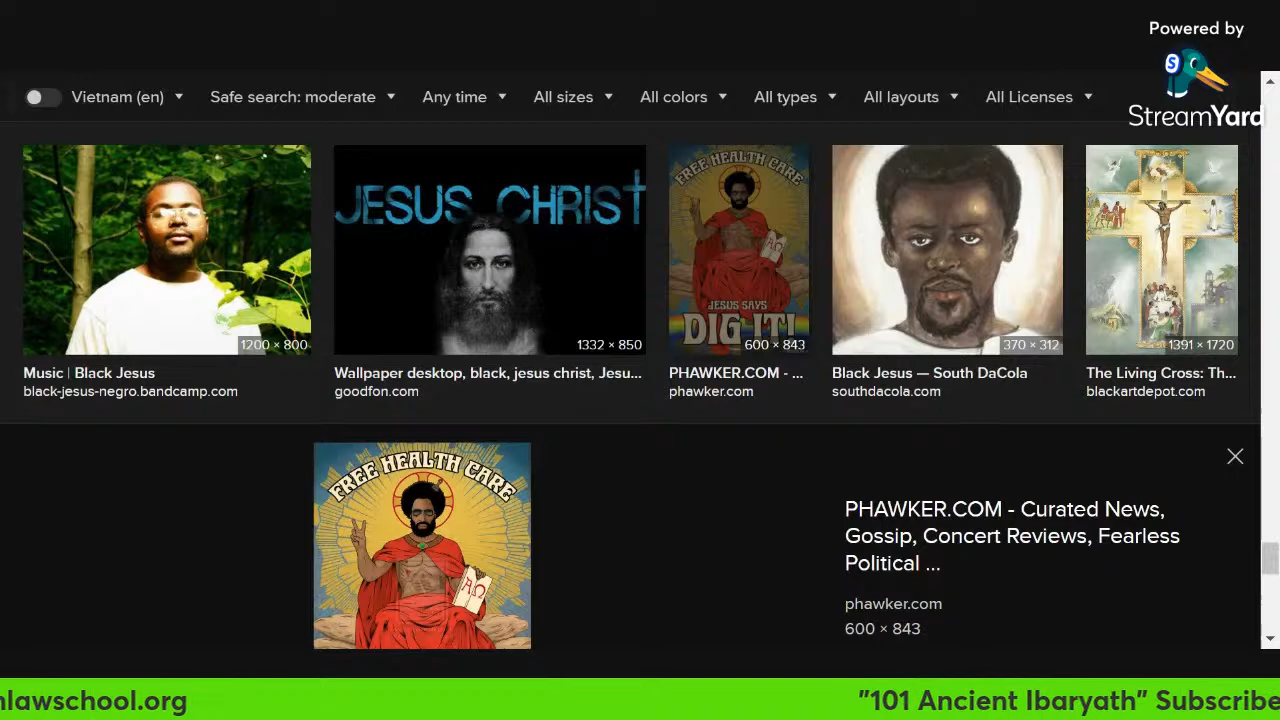 Powered by
StreamYard
Vietnam (en) Safe search: moderate Any time All sizes All colors All types All layouts All Licenses
JESUS CHRIST
FREE HEALTH CARE
ΑΩ
JESUS SAYS
DIG IT!
1200 × 800
1332 × 850
600 × 843
370 × 312
1391 × 1720
Music | Black Jesus
black-jesus-negro.bandcamp.com
Wallpaper desktop, black, jesus christ, Jesu...
goodfon.com
PHAWKER.COM - ...
phawker.com
Black Jesus — South DaCola
southdacola.com
The Living Cross: Th...
blackartdepot.com
FREE HEALTH CARE
ΑΩ
PHAWKER.COM - Curated News,
Gossip, Concert Reviews, Fearless
Political ...
phawker.com
600 × 843
nlawschool.org
"101 Ancient Ibaryath" Subscribe